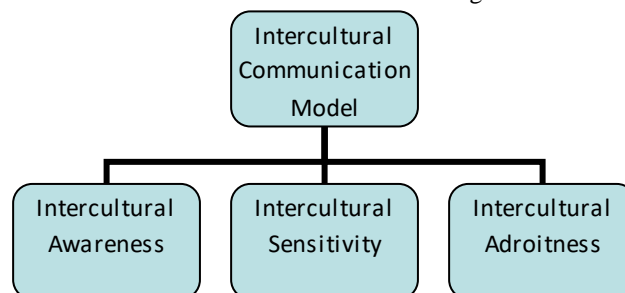 Intercultural
Communication
Model
Intercultural
Awareness
Intercultural
Sensitivity
Intercultural
Adroitness